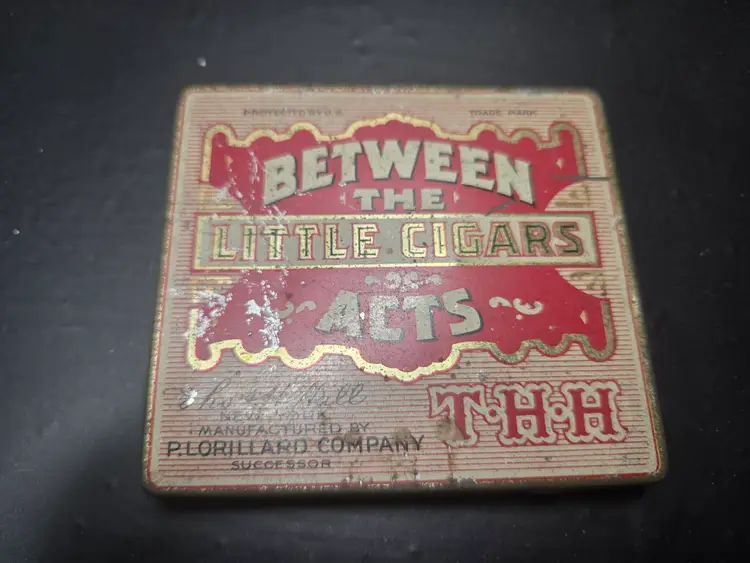 TRADE MARK
BETWEEN
THE
LITTLE CIGARS
ACTS
T·H·H
NEW YORK
MANUFACTURED BY
P. LORILLARD COMPANY
SUCCESSOR